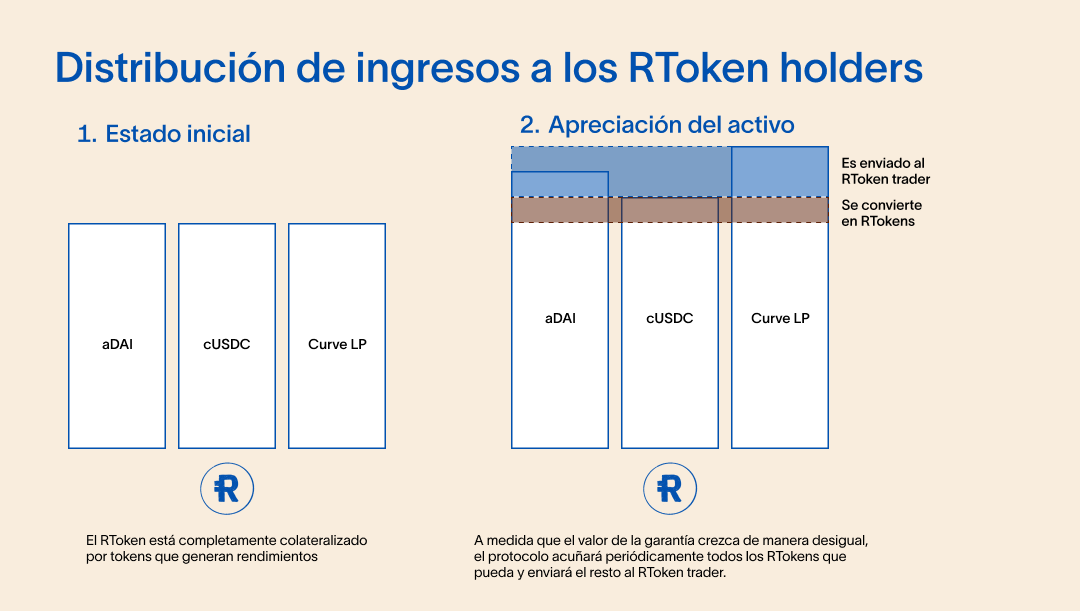 Distribución de ingresos a los RToken holders
1. Estado inicial
aDAI
cUSDC
Curve LP
El RToken está completamente colateralizado
por tokens que generan rendimientos
2. Apreciación del activo
Es enviado al
RToken trader
Se convierte
en RTokens
aDAI
cUSDC
Curve LP
A medida que el valor de la garantía crezca de manera desigual,
el protocolo acuñará periódicamente todos los RTokens que
pueda y enviará el resto al RToken trader.